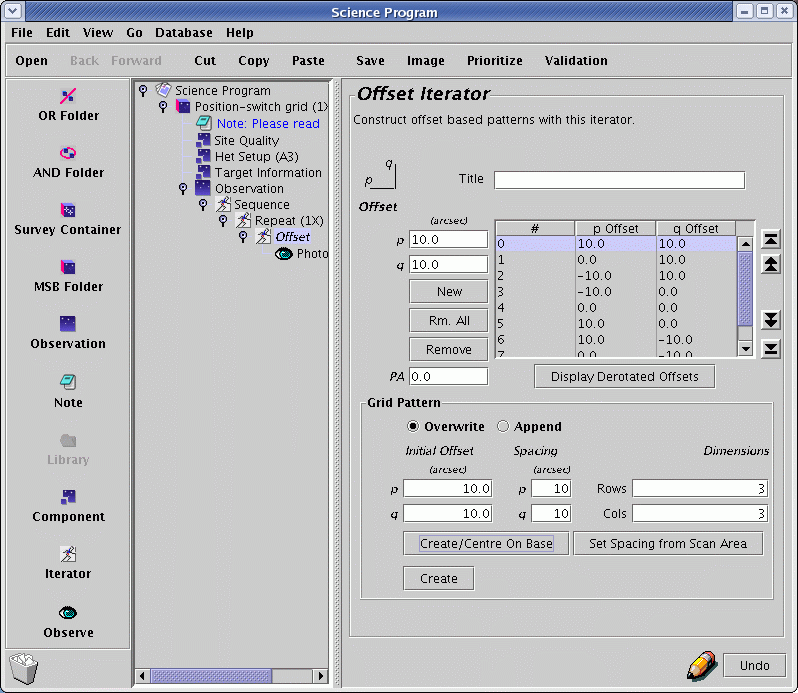 Science Program
File Edit View Go Database Help
Open Back Forward Cut Copy Paste Save Image Prioritize Validation
OR Folder
AND Folder
Survey Container
MSB Folder
Observation
Note
Library
Component
Iterator
Observe
Science Program
Position-switch grid (1X
Note: Please read
Site Quality
Het Setup (A3)
Target Information
Observation
Sequence
Repeat (1X)
Offset
Photo
Offset Iterator
Construct offset based patterns with this iterator.
q
p
Title
Offset
(arcsec)
p 10.0
q 10.0
New
Rm. All
Remove
PA 0.0
# p Offset q Offset
0 10.0 10.0
1 0.0 10.0
2 -10.0 10.0
3 -10.0 0.0
4 0.0 0.0
5 10.0 0.0
6 10.0 -10.0
7 0.0 -10.0
Display Derotated Offsets
Grid Pattern
Overwrite Append
Initial Offset Spacing Dimensions
(arcsec) (arcsec)
p 10.0 p 10 Rows 3
q 10.0 q 10 Cols 3
Create/Centre On Base Set Spacing from Scan Area
Create
Undo